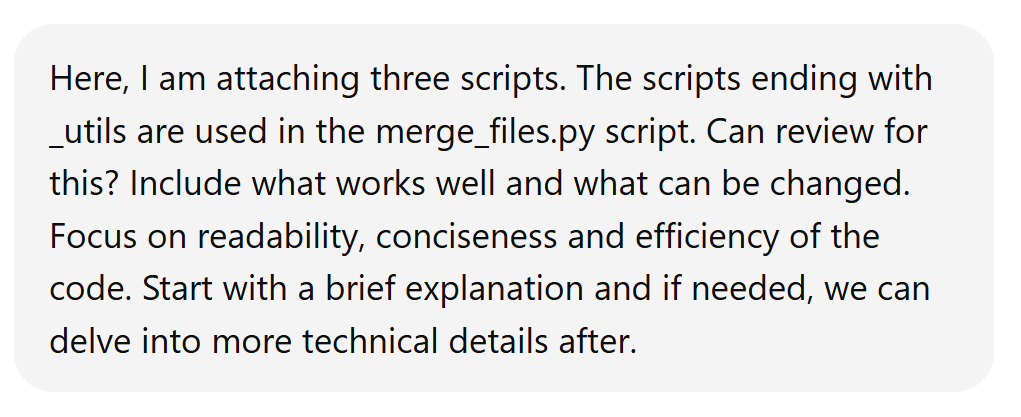 Here, I am attaching three scripts. The scripts ending with
_utils are used in the merge_files.py script. Can review for
this? Include what works well and what can be changed.
Focus on readability, conciseness and efficiency of the
code. Start with a brief explanation and if needed, we can
delve into more technical details after.